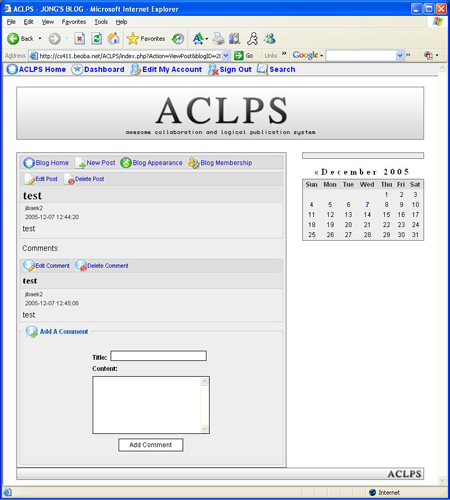 ACLPS - JONG'S BLOG - Microsoft Internet Explorer
File Edit View Favorites Tools Help
Back Search Favorites
Address http://cs411.beoba.net/ACLPS/index.php?Action=ViewPost&blogID=2 Go Links » Google »
ACLPS Home Dashboard Edit My Account Sign Out Search
ACLPS
awesome collaboration and logical publication system
Blog Home New Post Blog Appearance Blog Membership
Edit Post Delete Post
test
jibaek2
2005-12-07 12:44:20
test
Comments:
Edit Comment Delete Comment
test
jibaek2
2005-12-07 12:45:08
test
Add A Comment
Title:
Content:
Add Comment
« December 2005
Sun Mon Tue Wed Thu Fri Sat
1 2 3
4 5 6 7 8 9 10
11 12 13 14 15 16 17
18 19 20 21 22 23 24
25 26 27 28 29 30 31
ACLPS
Internet